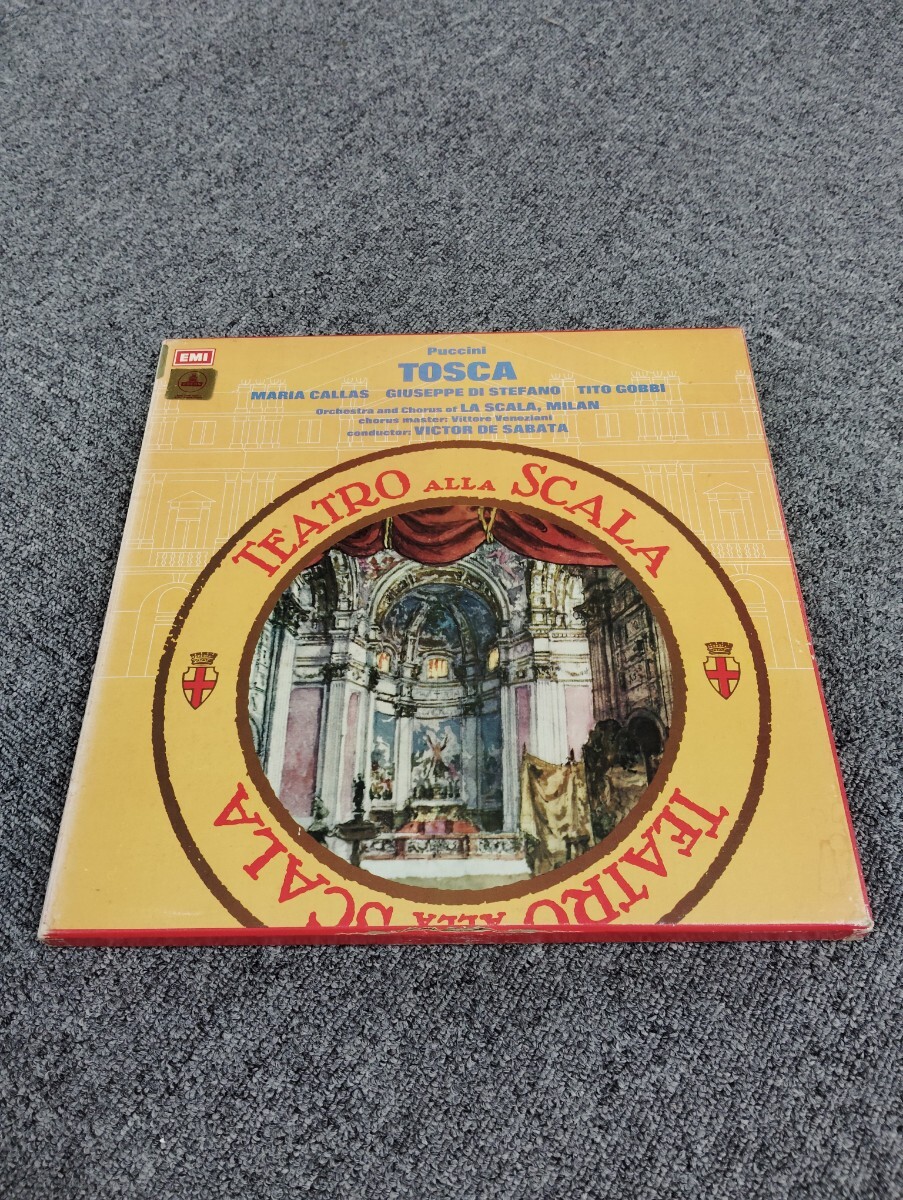 EMI
Puccini
TOSCA
MARIA CALLAS GIUSEPPE DI STEFANO TITO GOBBI
Orchestra and Chorus of LA SCALA, MILAN
chorus master: Vittore Veneziani
conductor: VICTOR DE SABATA
TEATRO ALLA SCALA
TEATRO ALLA SCALA